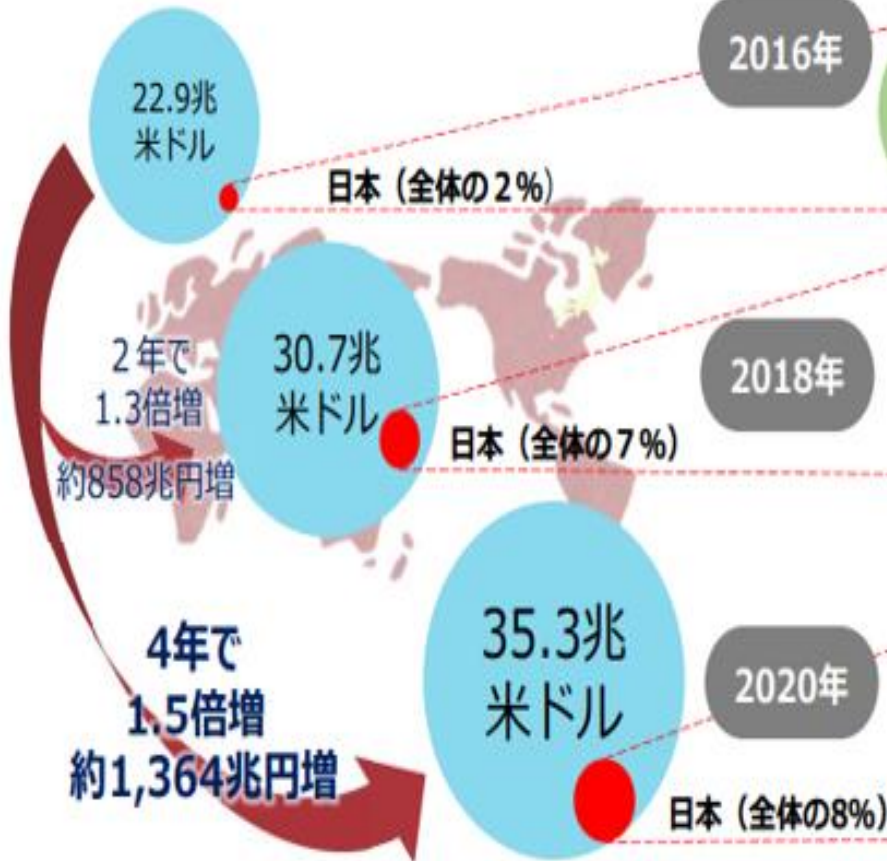 22.9兆
米ドル
2016年
日本（全体の２%）
2年で
1.3倍増
約858兆円増
30.7兆
米ドル
2018年
日本（全体の７%）
4年で
1.5倍増
約1,364兆円増
35.3兆
米ドル
2020年
日本（全体の8%）